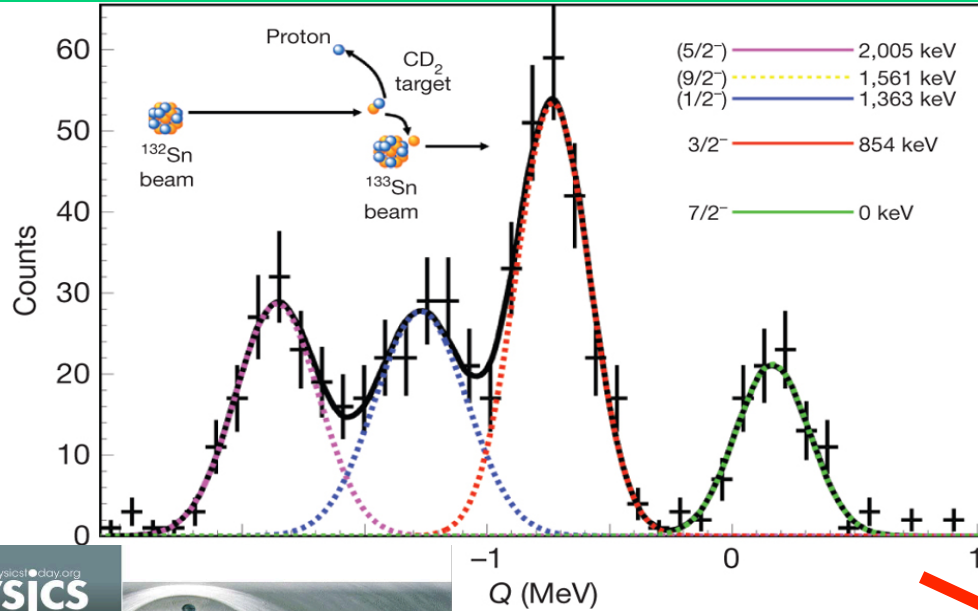 60
50
40
30
20
10
0
Counts
Proton
CD₂
target
¹³²Sn
beam
¹³³Sn
beam
(5/2⁻) 2,005 keV
(9/2⁻) 1,561 keV
(1/2⁻) 1,363 keV
3/2⁻ 854 keV
7/2⁻ 0 keV
−1 0 1
Q (MeV)